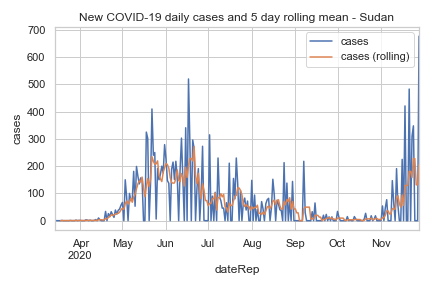 New COVID-19 daily cases and 5 day rolling mean - Sudan
cases
cases (rolling)
700
600
500
400
300
200
100
0
cases
Apr
2020
May
Jun
Jul
Aug
Sep
Oct
Nov
dateRep